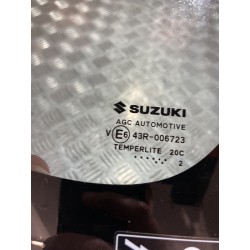 SUZUKI
AGC AUTOMOTIVE
V E6 43R-006723
TEMPERLITE 20C
2